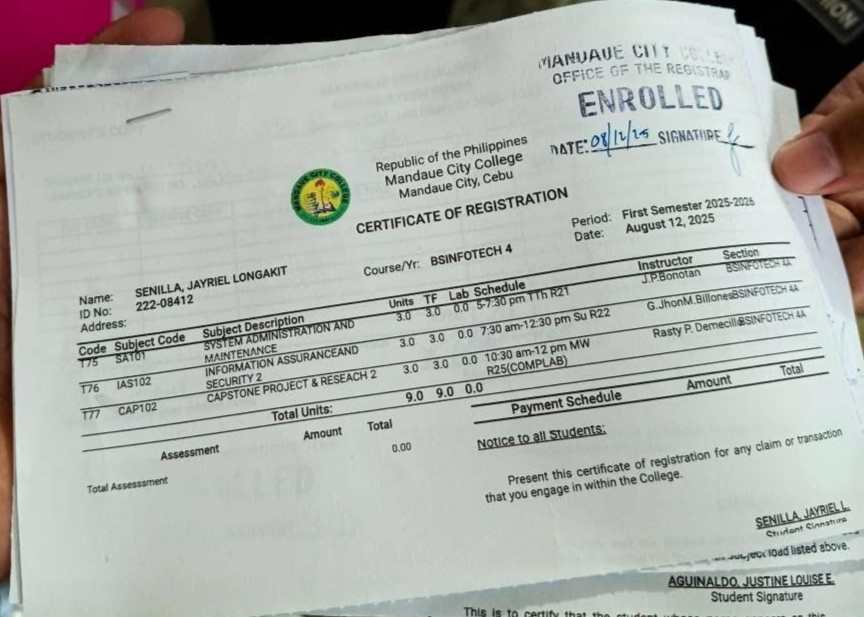 MANDAUE CITY COLLEGE
OFFICE OF THE REGISTRAR
ENROLLED
DATE: 08/12/25 SIGNATURE
Republic of the Philippines
Mandaue City College
Mandaue City, Cebu
MANDAUE CITY COLLEGE
CERTIFICATE OF REGISTRATION
Period: First Semester 2025-2026
Date: August 12, 2025
Name: SENILLA, JAYRIEL LONGAKIT
ID No: 222-08412
Address:
Course/Yr: BSINFOTECH 4
Code Subject Code Subject Description Units TF Lab Schedule Instructor Section
T75 SA101 SYSTEM ADMINISTRATION AND MAINTENANCE 3.0 3.0 0.0 5-7:30 pm TTh R21 J.P.Bonotan BSINFOTECH 4A
T76 IAS102 INFORMATION ASSURANCEAND SECURITY 2 3.0 3.0 0.0 7:30 am-12:30 pm Su R22 G.JhonM.Billones BSINFOTECH 4A
T77 CAP102 CAPSTONE PROJECT & RESEACH 2 3.0 3.0 0.0 10:30 am-12 pm MW R25(COMPLAB) Rasty P. Demecill BSINFOTECH 4A
Total Units: 9.0 9.0 0.0
Assessment Amount Total
0.00
Total Assesssment
Payment Schedule Amount Total
Notice to all Students:
Present this certificate of registration for any claim or transaction
that you engage in within the College.
SENILLA, JAYRIEL L.
Student Signature
subject load listed above.
AGUINALDO, JUSTINE LOUISE E.
Student Signature
This is to certify that the student whose